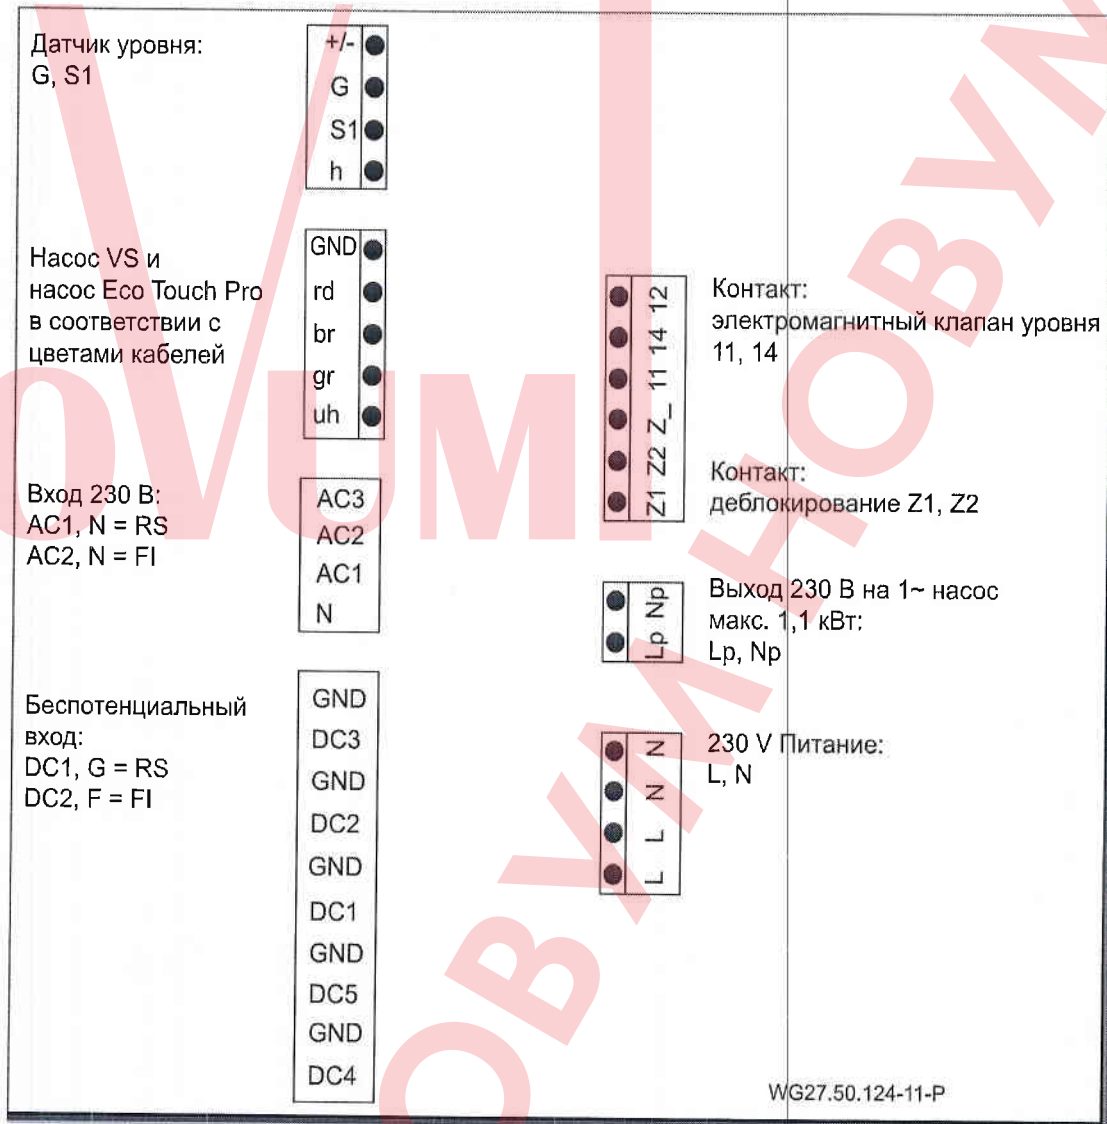 Датчик уровня:
G, S1
+/-
G
S1
h
Насос VS и
насос Eco Touch Pro
в соответствии с
цветами кабелей
GND
rd
br
gr
uh
Вход 230 В:
AC1, N = RS
AC2, N = FI
AC3
AC2
AC1
N
Беспотенциальный
вход:
DC1, G = RS
DC2, F = FI
GND
DC3
GND
DC2
GND
DC1
GND
DC5
GND
DC4
Z1 Z2 Z_ 11 14 12
Контакт:
электромагнитный клапан уровня
11, 14
Контакт:
деблокирование Z1, Z2
Lp Np
Выход 230 В на 1~ насос
макс. 1,1 кВт:
Lp, Np
L L N N
230 V Питание:
L, N
WG27.50.124-11-P
OVUM
НОВУМ
ОВУМ